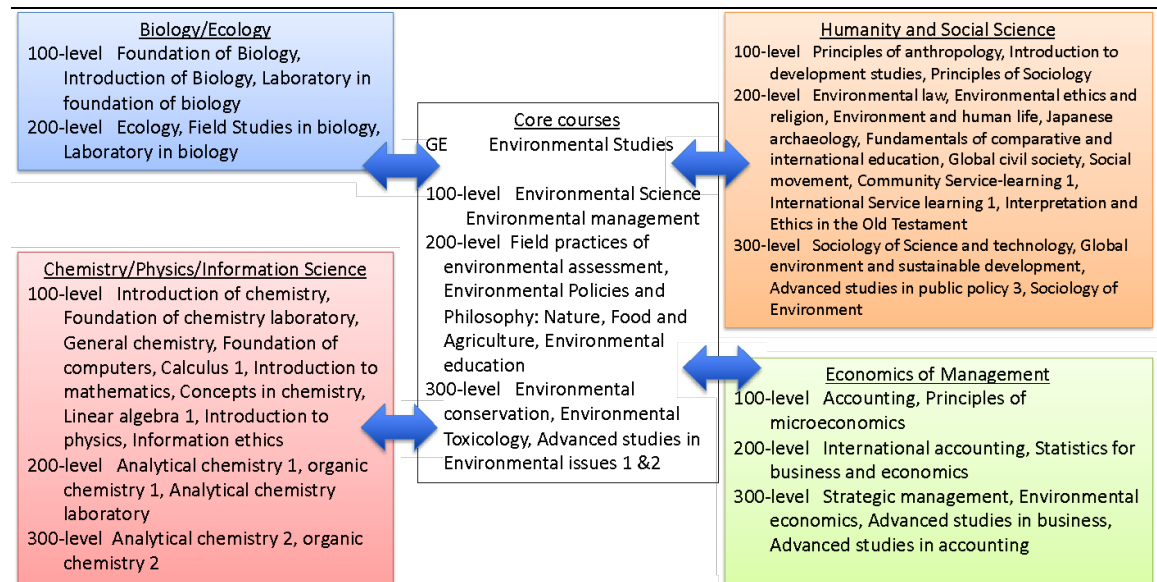 Biology/Ecology
100-level Foundation of Biology,
Introduction of Biology, Laboratory in
foundation of biology
200-level Ecology, Field Studies in biology,
Laboratory in biology
Chemistry/Physics/Information Science
100-level Introduction of chemistry,
Foundation of chemistry laboratory,
General chemistry, Foundation of
computers, Calculus 1, Introduction to
mathematics, Concepts in chemistry,
Linear algebra 1, Introduction to
physics, Information ethics
200-level Analytical chemistry 1, organic
chemistry 1, Analytical chemistry
laboratory
300-level Analytical chemistry 2, organic
chemistry 2
Core courses
GE Environmental Studies
100-level Environmental Science
Environmental management
200-level Field practices of
environmental assessment,
Environmental Policies and
Philosophy: Nature, Food and
Agriculture, Environmental
education
300-level Environmental
conservation, Environmental
Toxicology, Advanced studies in
Environmental issues 1 &2
Humanity and Social Science
100-level Principles of anthropology, Introduction to
development studies, Principles of Sociology
200-level Environmental law, Environmental ethics and
religion, Environment and human life, Japanese
archaeology, Fundamentals of comparative and
international education, Global civil society, Social
movement, Community Service-learning 1,
International Service learning 1, Interpretation and
Ethics in the Old Testament
300-level Sociology of Science and technology, Global
environment and sustainable development,
Advanced studies in public policy 3, Sociology of
Environment
Economics of Management
100-level Accounting, Principles of
microeconomics
200-level International accounting, Statistics for
business and economics
300-level Strategic management, Environmental
economics, Advanced studies in business,
Advanced studies in accounting